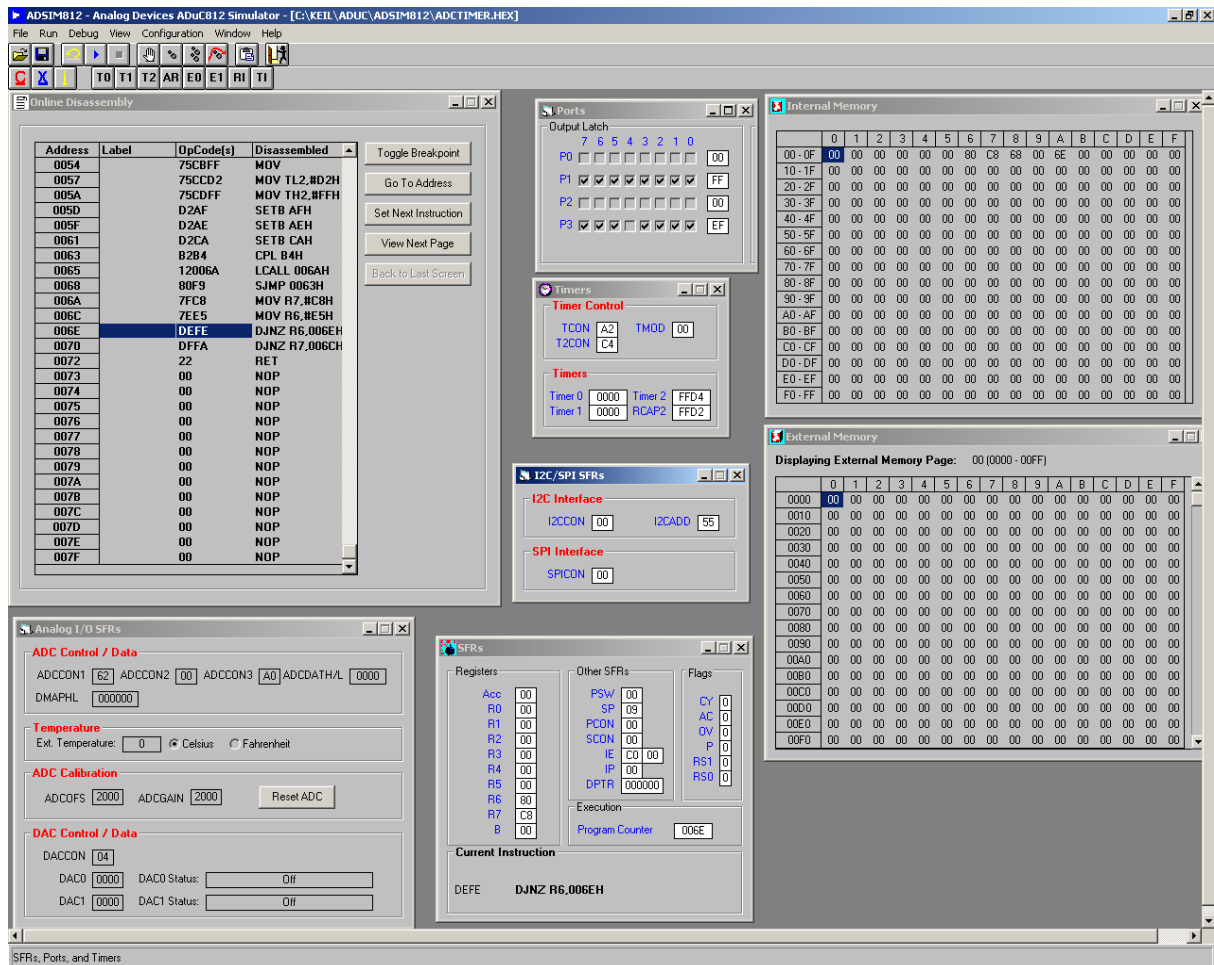 ADSIM812 - Analog Devices ADuC812 Simulator - [C:\KEIL\ADUC\ADSIM812\ADCTIMER.HEX]
File Run Debug View Configuration Window Help
T0 T1 T2 AR E0 E1 RI TI
Online Disassembly
Address Label OpCode(s) Disassembled
0054 75CBFF MOV
0057 75CCD2 MOV TL2,#D2H
005A 75CDFF MOV TH2,#FFH
005D D2AF SETB AFH
005F D2AE SETB AEH
0061 D2CA SETB CAH
0063 B2B4 CPL B4H
0065 12006A LCALL 006AH
0068 80F9 SJMP 0063H
006A 7FC8 MOV R7,#C8H
006C 7EE5 MOV R6,#E5H
006E DEFE DJNZ R6,006EH
0070 DFFA DJNZ R7,006CH
0072 22 RET
0073 00 NOP
0074 00 NOP
0075 00 NOP
0076 00 NOP
0077 00 NOP
0078 00 NOP
0079 00 NOP
007A 00 NOP
007B 00 NOP
007C 00 NOP
007D 00 NOP
007E 00 NOP
007F 00 NOP
Toggle Breakpoint
Go To Address
Set Next Instruction
View Next Page
Back to Last Screen
Ports
Output Latch
7 6 5 4 3 2 1 0
P0 00
P1 FF
P2 00
P3 EF
Timers
Timer Control
TCON A2 TMOD 00
T2CON C4
Timers
Timer 0 0000 Timer 2 FFD4
Timer 1 0000 RCAP2 FFD2
I2C/SPI SFRs
I2C Interface
I2CCON 00 I2CADD 55
SPI Interface
SPICON 00
Internal Memory
0 1 2 3 4 5 6 7 8 9 A B C D E F
00 - 0F 00 00 00 00 00 00 80 C8 68 00 6E 00 00 00 00 00
10 - 1F 00 00 00 00 00 00 00 00 00 00 00 00 00 00 00 00
20 - 2F 00 00 00 00 00 00 00 00 00 00 00 00 00 00 00 00
30 - 3F 00 00 00 00 00 00 00 00 00 00 00 00 00 00 00 00
40 - 4F 00 00 00 00 00 00 00 00 00 00 00 00 00 00 00 00
50 - 5F 00 00 00 00 00 00 00 00 00 00 00 00 00 00 00 00
60 - 6F 00 00 00 00 00 00 00 00 00 00 00 00 00 00 00 00
70 - 7F 00 00 00 00 00 00 00 00 00 00 00 00 00 00 00 00
80 - 8F 00 00 00 00 00 00 00 00 00 00 00 00 00 00 00 00
90 - 9F 00 00 00 00 00 00 00 00 00 00 00 00 00 00 00 00
A0 - AF 00 00 00 00 00 00 00 00 00 00 00 00 00 00 00 00
B0 - BF 00 00 00 00 00 00 00 00 00 00 00 00 00 00 00 00
C0 - CF 00 00 00 00 00 00 00 00 00 00 00 00 00 00 00 00
D0 - DF 00 00 00 00 00 00 00 00 00 00 00 00 00 00 00 00
E0 - EF 00 00 00 00 00 00 00 00 00 00 00 00 00 00 00 00
F0 - FF 00 00 00 00 00 00 00 00 00 00 00 00 00 00 00 00
External Memory
Displaying External Memory Page: 00 (0000 - 00FF)
0 1 2 3 4 5 6 7 8 9 A B C D E F
0000 00 00 00 00 00 00 00 00 00 00 00 00 00 00 00 00
0010 00 00 00 00 00 00 00 00 00 00 00 00 00 00 00 00
0020 00 00 00 00 00 00 00 00 00 00 00 00 00 00 00 00
0030 00 00 00 00 00 00 00 00 00 00 00 00 00 00 00 00
0040 00 00 00 00 00 00 00 00 00 00 00 00 00 00 00 00
0050 00 00 00 00 00 00 00 00 00 00 00 00 00 00 00 00
0060 00 00 00 00 00 00 00 00 00 00 00 00 00 00 00 00
0070 00 00 00 00 00 00 00 00 00 00 00 00 00 00 00 00
0080 00 00 00 00 00 00 00 00 00 00 00 00 00 00 00 00
0090 00 00 00 00 00 00 00 00 00 00 00 00 00 00 00 00
00A0 00 00 00 00 00 00 00 00 00 00 00 00 00 00 00 00
00B0 00 00 00 00 00 00 00 00 00 00 00 00 00 00 00 00
00C0 00 00 00 00 00 00 00 00 00 00 00 00 00 00 00 00
00D0 00 00 00 00 00 00 00 00 00 00 00 00 00 00 00 00
00E0 00 00 00 00 00 00 00 00 00 00 00 00 00 00 00 00
00F0 00 00 00 00 00 00 00 00 00 00 00 00 00 00 00 00
Analog I/O SFRs
ADC Control / Data
ADCCON1 62 ADCCON2 00 ADCCON3 A0 ADCDATH/L 0000
DMAPHL 000000
Temperature
Ext. Temperature: 0 Celsius Fahrenheit
ADC Calibration
ADCOFS 2000 ADCGAIN 2000 Reset ADC
DAC Control / Data
DACCON 04
DAC0 0000 DAC0 Status: Off
DAC1 0000 DAC1 Status: Off
SFRs
Registers
Acc 00
R0 00
R1 00
R2 00
R3 00
R4 00
R5 00
R6 80
R7 C8
B 00
Other SFRs
PSW 00
SP 09
PCON 00
SCON 00
IE C0 00
IP 00
DPTR 000000
Flags
CY 0
AC 0
OV 0
P 0
RS1 0
RS0 0
Execution
Program Counter 006E
Current Instruction
DEFE DJNZ R6,006EH
SFRs, Ports, and Timers